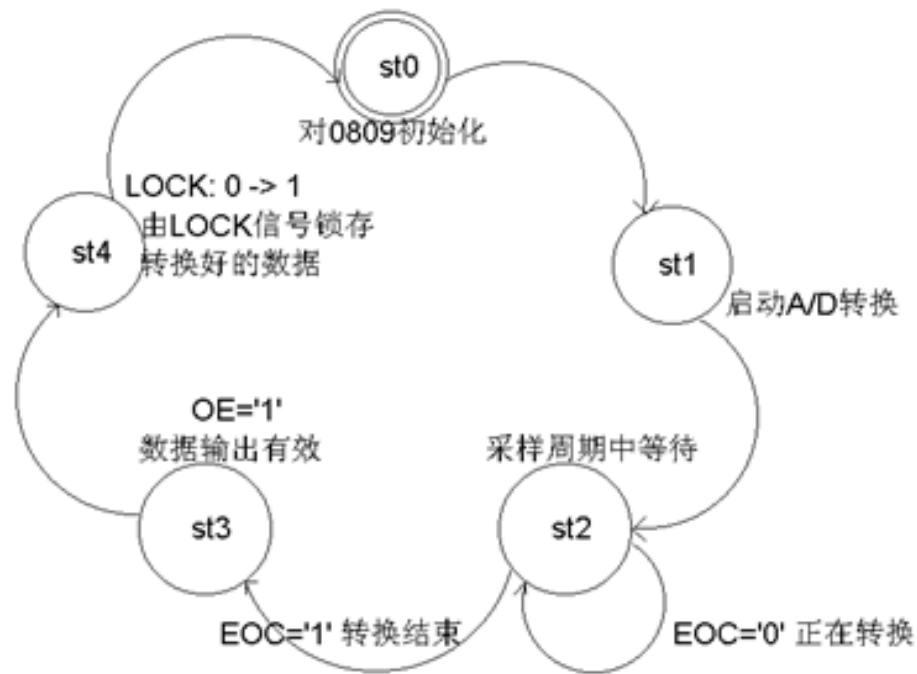 st0
对0809初始化
LOCK: 0 -> 1
由LOCK信号锁存
转换好的数据
st4
st1
启动A/D转换
OE='1'
数据输出有效
采样周期中等待
st3
st2
EOC='1' 转换结束
EOC='0' 正在转换